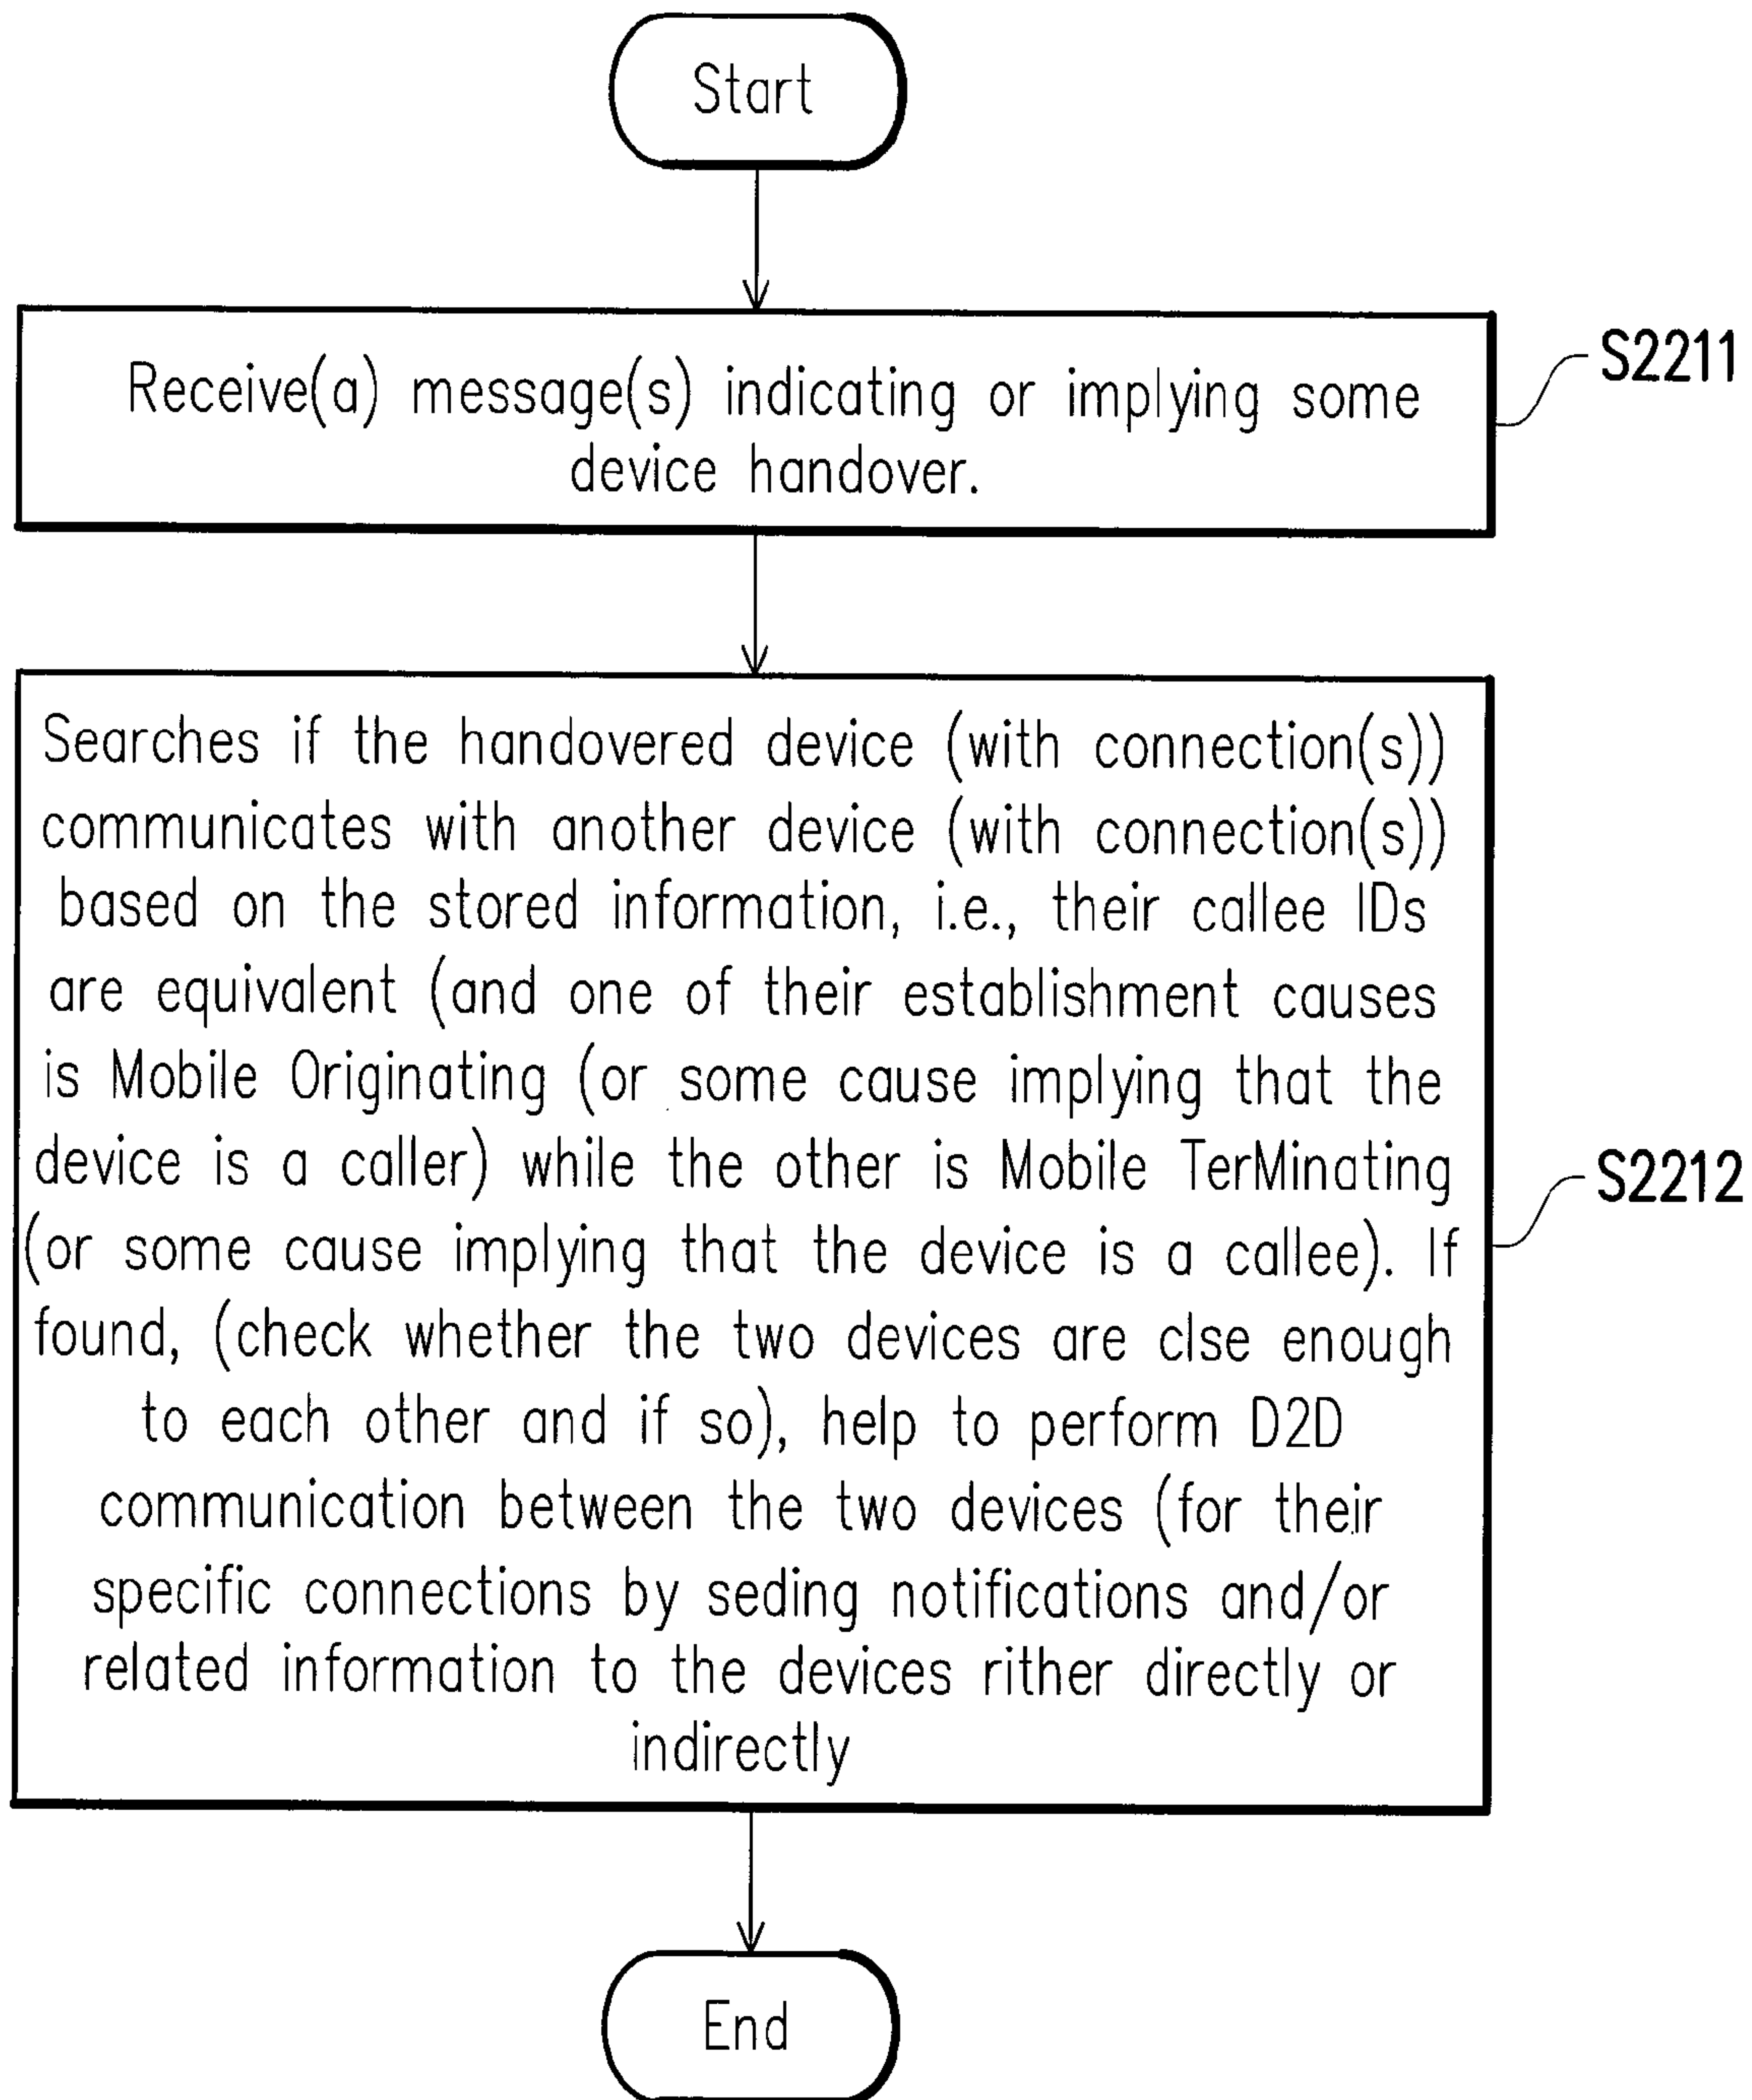 Start
Receive(a) message(s) indicating or implying some
device handover.
S2211
Searches if the handovered device (with connection(s))
communicates with another device (with connection(s))
based on the stored information, i.e., their callee IDs
are equivalent (and one of their establishment causes
is Mobile Originating (or some cause implying that the
device is a caller) while the other is Mobile TerMinating
(or some cause implying that the device is a callee). If
found, (check whether the two devices are clse enough
to each other and if so), help to perform D2D
communication between the two devices (for their
specific connections by seding notifications and/or
related information to the devices rither directly or
indirectly
S2212
End